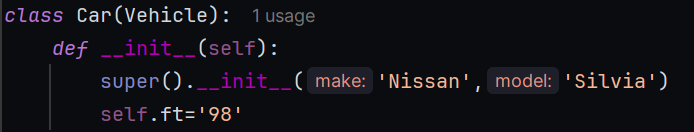 class Car(Vehicle): 1 usage
def __init__(self):
super().__init__( make: 'Nissan', model: 'Silvia')
self.ft='98'